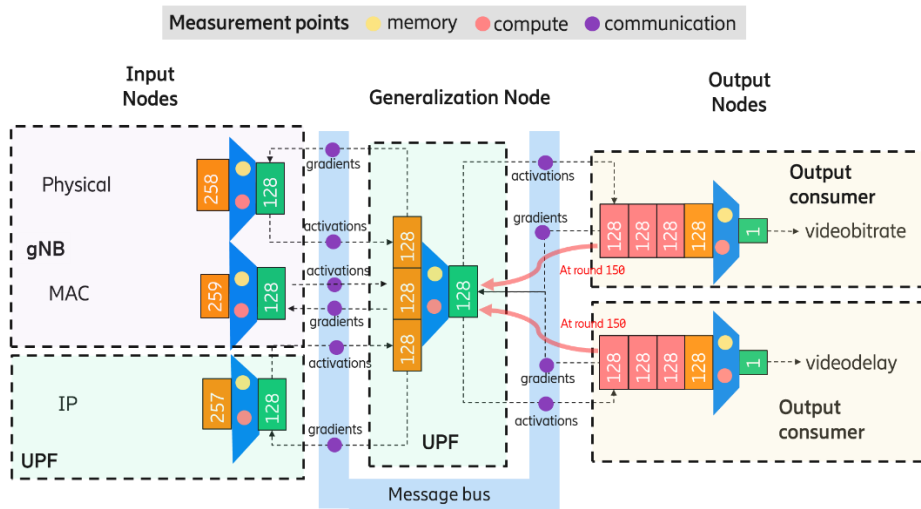 Measurement points memory compute communication
Input
Nodes
Generalization Node
Output
Nodes
Physical
258
128
gNB
MAC
259
128
IP
257
128
UPF
gradients
activations
activations
gradients
activations
gradients
128
128
128
128
UPF
Message bus
activations
gradients
At round 150
At round 150
gradients
activations
Output
consumer
128
128
128
128
1
videobitrate
128
128
128
128
1
videodelay
Output
consumer